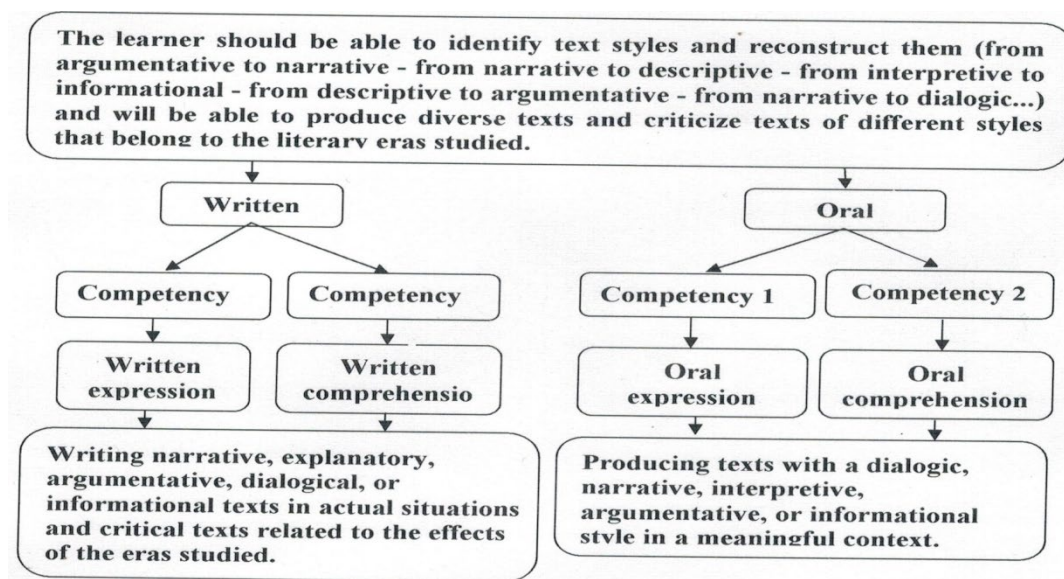 The learner should be able to identify text styles and reconstruct them (from
argumentative to narrative - from narrative to descriptive - from interpretive to
informational - from descriptive to argumentative - from narrative to dialogic...)
and will be able to produce diverse texts and criticize texts of different styles
that belong to the literary eras studied.
Written
Oral
Competency
Competency
Competency 1
Competency 2
Written
expression
Written
comprehensio
Oral
expression
Oral
comprehension
Writing narrative, explanatory,
argumentative, dialogical, or
informational texts in actual situations
and critical texts related to the effects
of the eras studied.
Producing texts with a dialogic,
narrative, interpretive,
argumentative, or informational
style in a meaningful context.